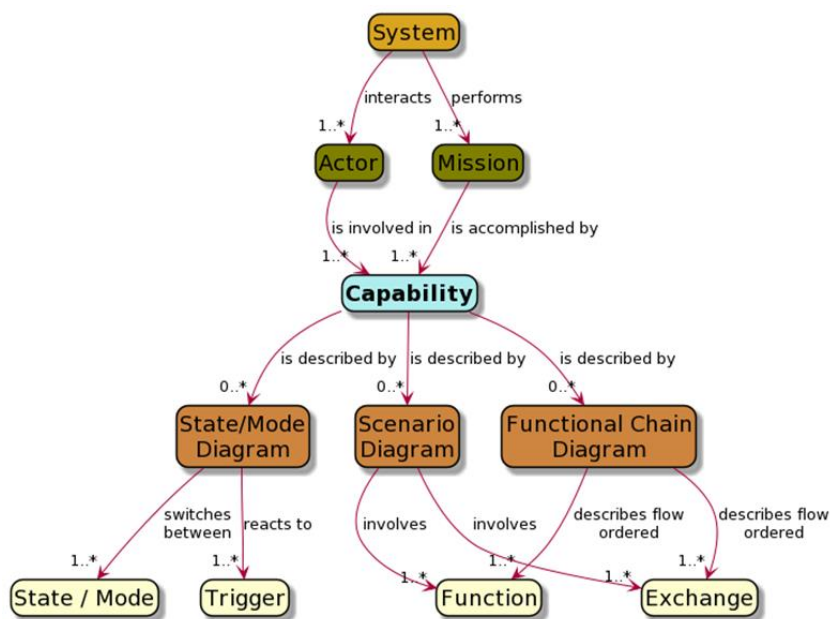 System
interacts
performs
1..*
1..*
Actor
Mission
is involved in
is accomplished by
1..*
1..*
Capability
is described by
is described by
is described by
0..*
0..*
0..*
State/Mode
Diagram
Scenario
Diagram
Functional Chain
Diagram
switches
between
reacts to
involves
involves
describes flow
ordered
describes flow
ordered
1..*
1..*
1..*
1..*
1..*
1..*
State / Mode
Trigger
Function
Exchange